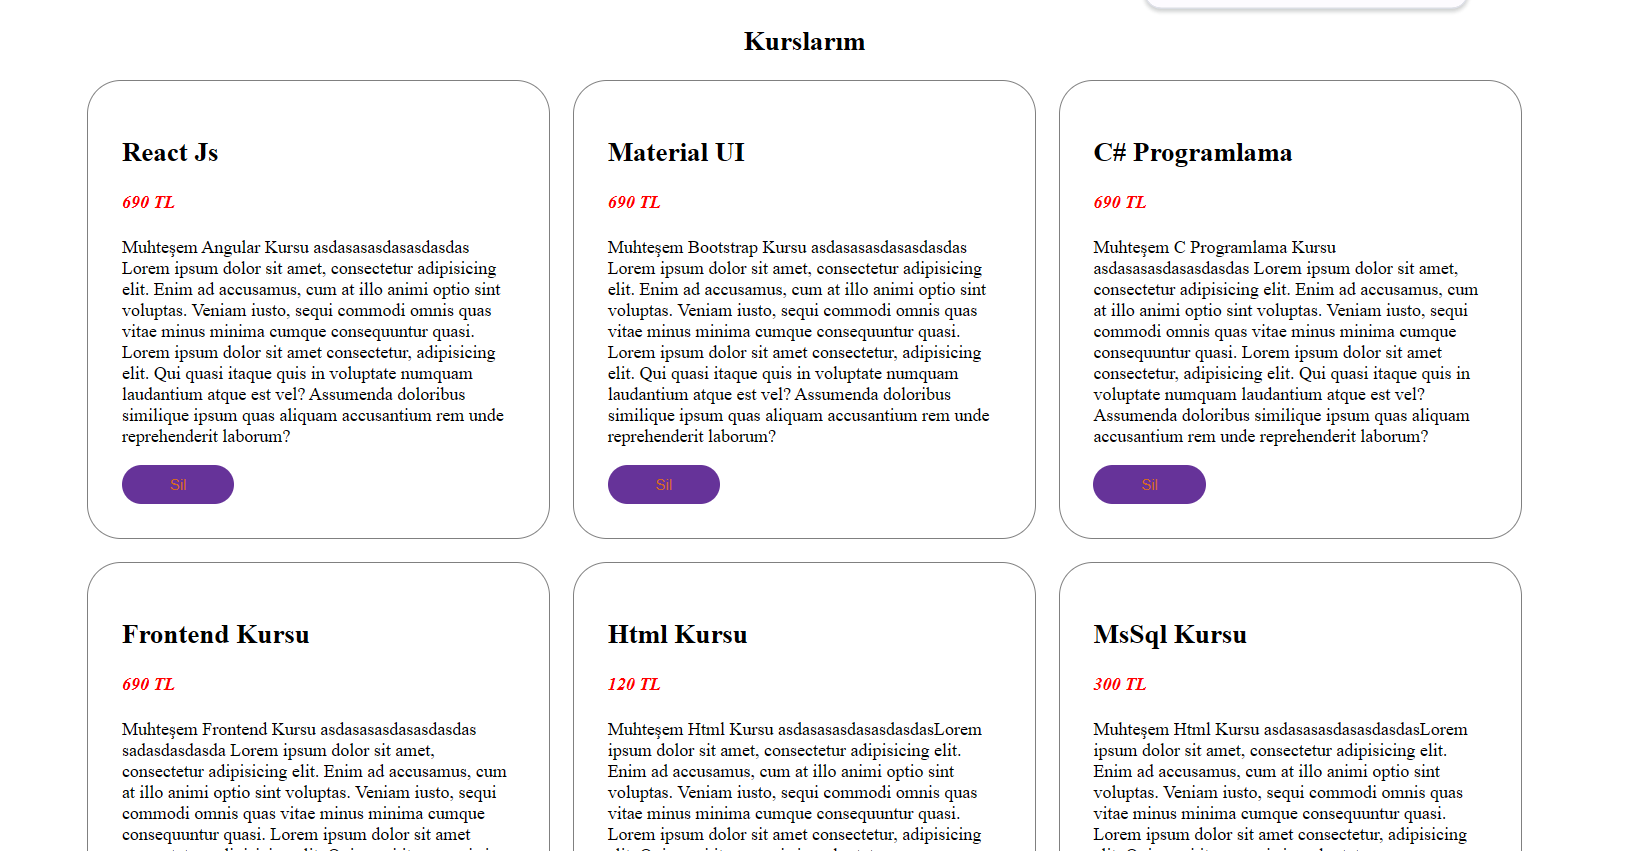 Kurslarım
React Js
690 TL
Muhteşem Angular Kursu asdasasasdasasdasdas
Lorem ipsum dolor sit amet, consectetur adipisicing
elit. Enim ad accusamus, cum at illo animi optio sint
voluptas. Veniam iusto, sequi commodi omnis quas
vitae minus minima cumque consequuntur quasi.
Lorem ipsum dolor sit amet consectetur, adipisicing
elit. Qui quasi itaque quis in voluptate numquam
laudantium atque est vel? Assumenda doloribus
similique ipsum quas aliquam accusantium rem unde
reprehenderit laborum?
Sil
Material UI
690 TL
Muhteşem Bootstrap Kursu asdasasasdasasdasdas
Lorem ipsum dolor sit amet, consectetur adipisicing
elit. Enim ad accusamus, cum at illo animi optio sint
voluptas. Veniam iusto, sequi commodi omnis quas
vitae minus minima cumque consequuntur quasi.
Lorem ipsum dolor sit amet consectetur, adipisicing
elit. Qui quasi itaque quis in voluptate numquam
laudantium atque est vel? Assumenda doloribus
similique ipsum quas aliquam accusantium rem unde
reprehenderit laborum?
Sil
C# Programlama
690 TL
Muhteşem C Programlama Kursu
asdasasasdasasdasdas Lorem ipsum dolor sit amet,
consectetur adipisicing elit. Enim ad accusamus, cum
at illo animi optio sint voluptas. Veniam iusto, sequi
commodi omnis quas vitae minus minima cumque
consequuntur quasi. Lorem ipsum dolor sit amet
consectetur, adipisicing elit. Qui quasi itaque quis in
voluptate numquam laudantium atque est vel?
Assumenda doloribus similique ipsum quas aliquam
accusantium rem unde reprehenderit laborum?
Sil
Frontend Kursu
690 TL
Muhteşem Frontend Kursu asdasasasdasasdasdas
sadasdasdasda Lorem ipsum dolor sit amet,
consectetur adipisicing elit. Enim ad accusamus, cum
at illo animi optio sint voluptas. Veniam iusto, sequi
commodi omnis quas vitae minus minima cumque
consequuntur quasi. Lorem ipsum dolor sit amet
Html Kursu
120 TL
Muhteşem Html Kursu asdasasasdasasdasdasLorem
ipsum dolor sit amet, consectetur adipisicing elit.
Enim ad accusamus, cum at illo animi optio sint
voluptas. Veniam iusto, sequi commodi omnis quas
vitae minus minima cumque consequuntur quasi.
Lorem ipsum dolor sit amet consectetur, adipisicing
MsSql Kursu
300 TL
Muhteşem Html Kursu asdasasasdasasdasdasLorem
ipsum dolor sit amet, consectetur adipisicing elit.
Enim ad accusamus, cum at illo animi optio sint
voluptas. Veniam iusto, sequi commodi omnis quas
vitae minus minima cumque consequuntur quasi.
Lorem ipsum dolor sit amet consectetur, adipisicing